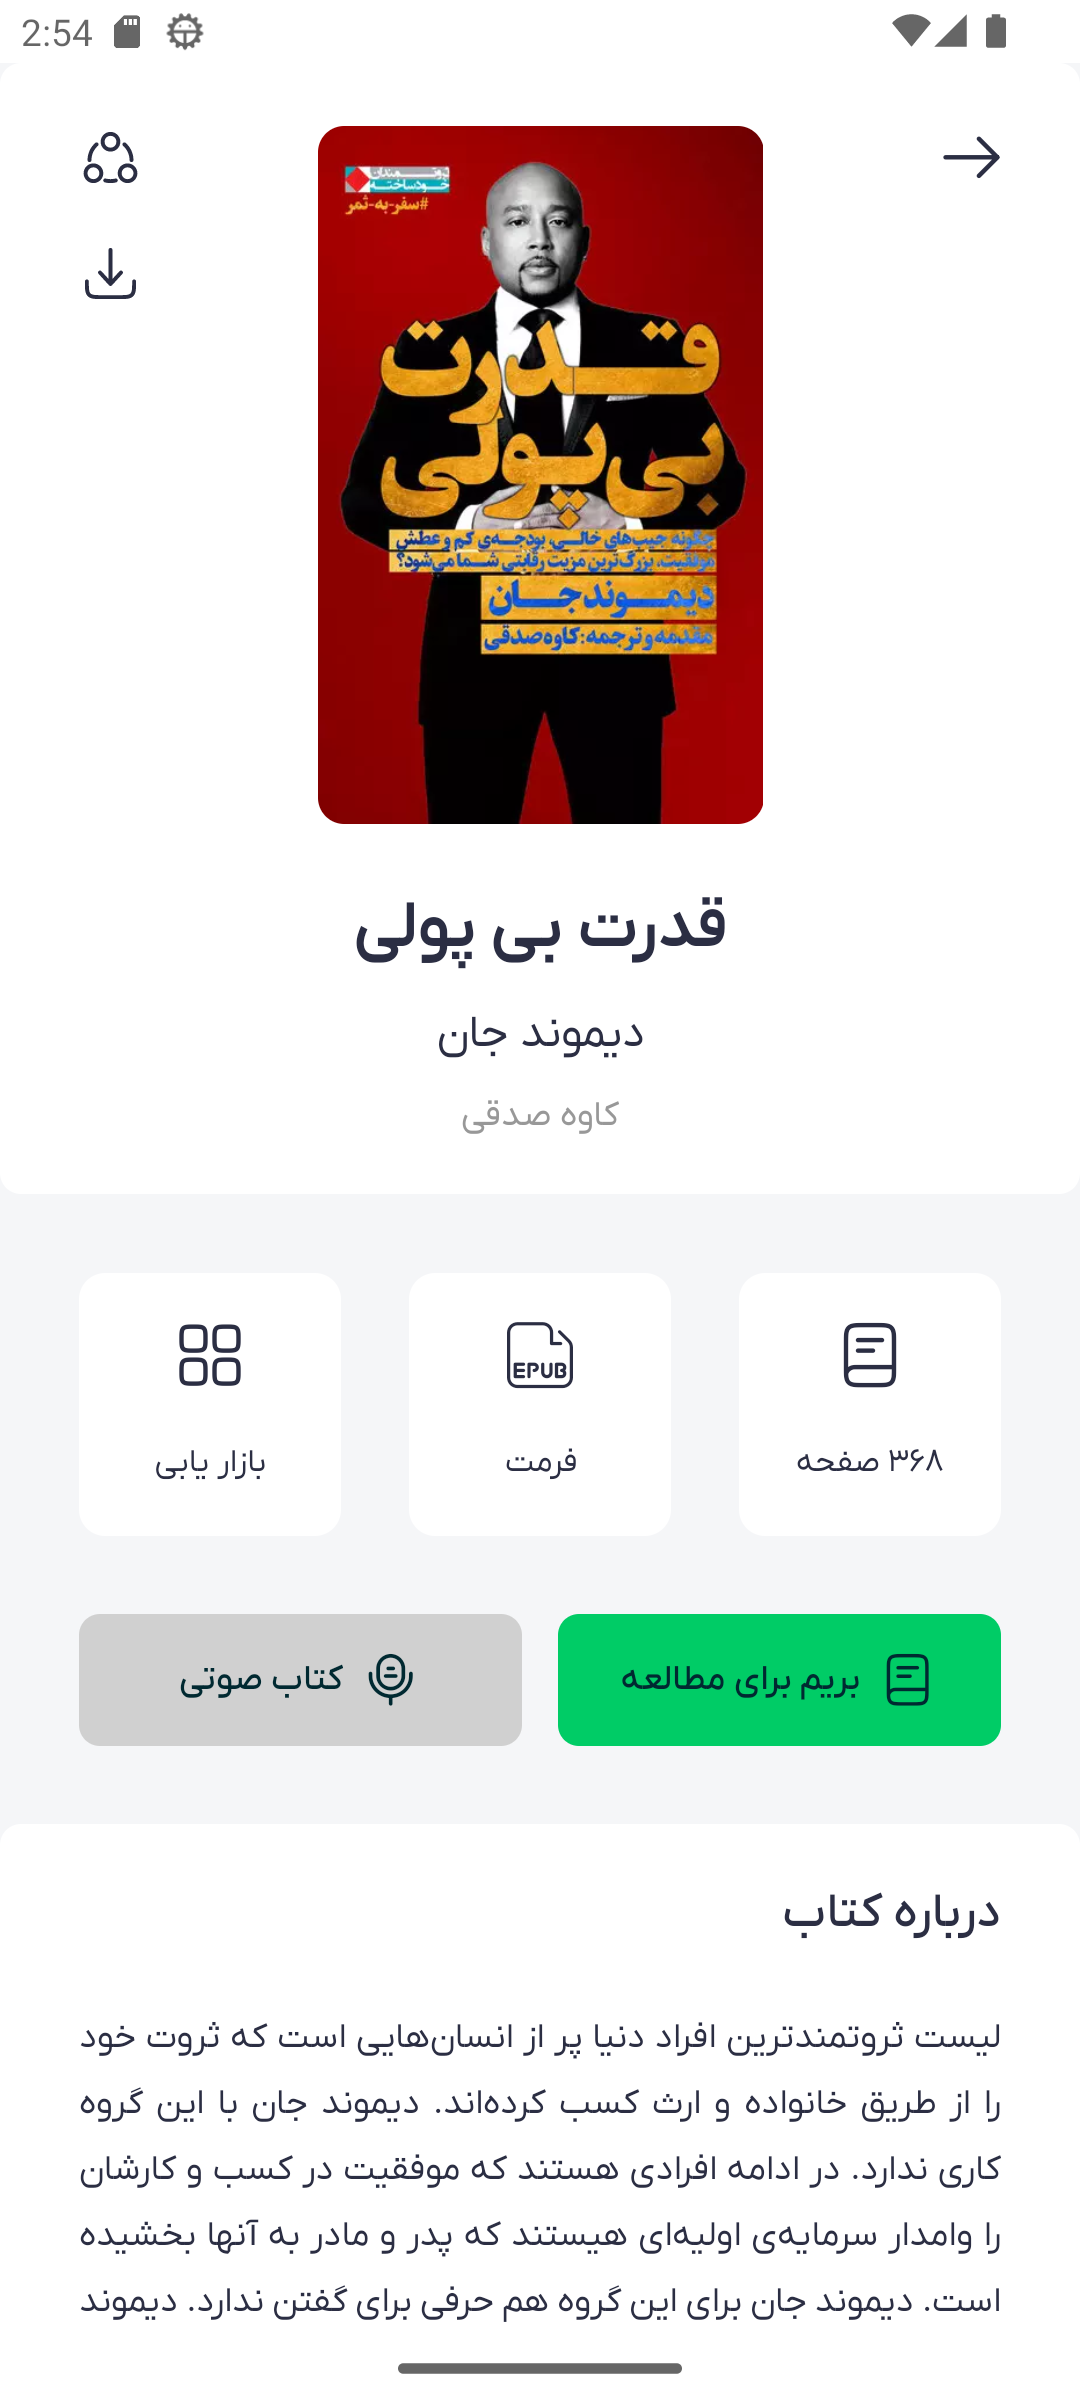 2:54
ثروتمندان
خودساخته
#سفر-به-ثمر
قدرت
بی‌پولی
چگونه جیب‌های خالی، بودجه‌ی کم و عطش
موفقیت، بزرگ‌ترین مزیت رقابتی شما می‌شود؟
دیموند جان
مقدمه و ترجمه: کاوه صدقی
قدرت بی پولی
دیموند جان
کاوه صدقی
EPUB
۳۶۸ صفحه
فرمت
بازار یابی
بریم برای مطالعه
کتاب صوتی
درباره کتاب
لیست ثروتمندترین افراد دنیا پر از انسان‌هایی است که ثروت خود
را از طریق خانواده و ارث کسب کرده‌اند. دیموند جان با این گروه
کاری ندارد. در ادامه افرادی هستند که موفقیت در کسب و کارشان
را وامدار سرمایه‌ی اولیه‌ای هیستند که پدر و مادر به آنها بخشیده
است. دیموند جان برای این گروه هم حرفی برای گفتن ندارد. دیموند